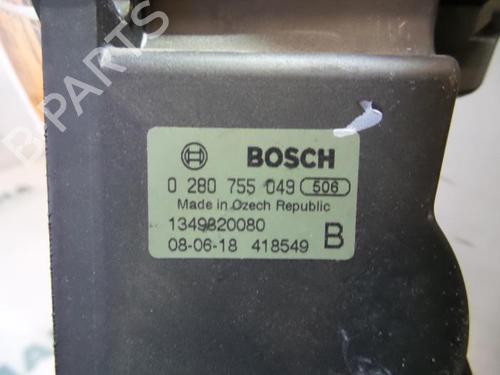 BOSCH
0 280 755 049 506
Made in Czech Republic
1349820080
08-06-18 418549 B
B PARTS